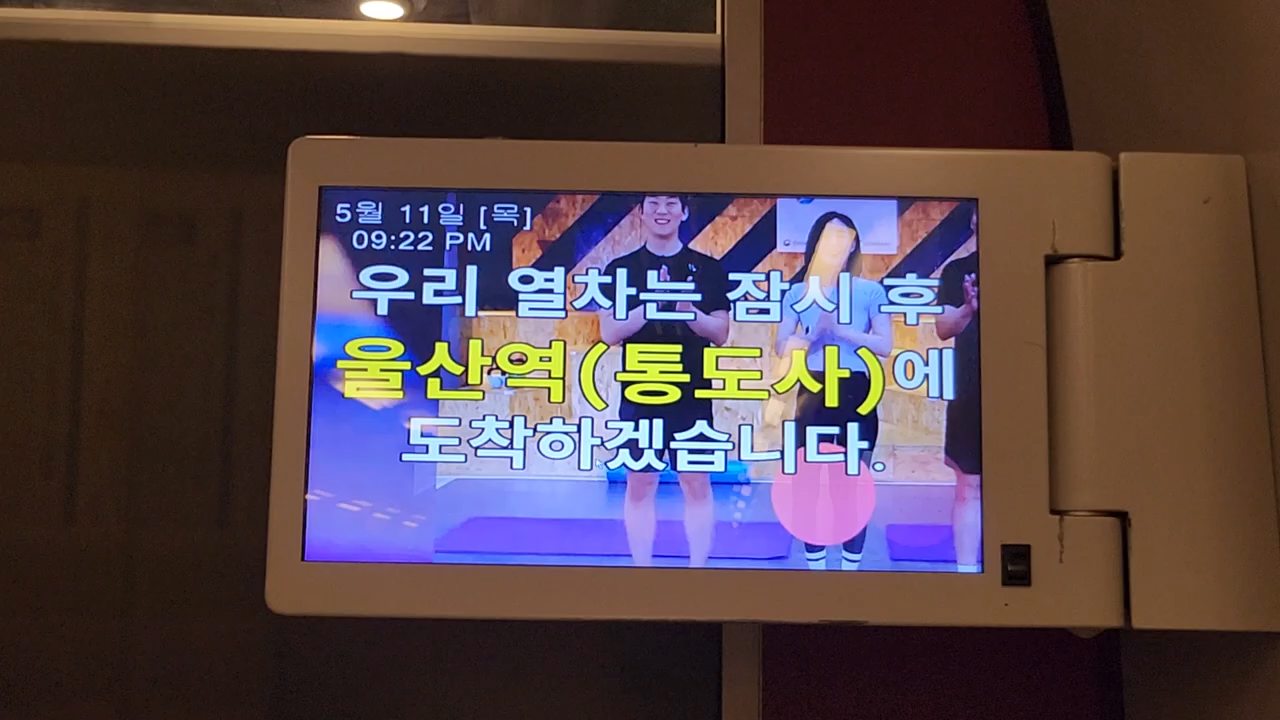 5월 11일 [목]
09:22 PM
우리 열차는 잠시 후
울산역(통도사)에
도착하겠습니다.